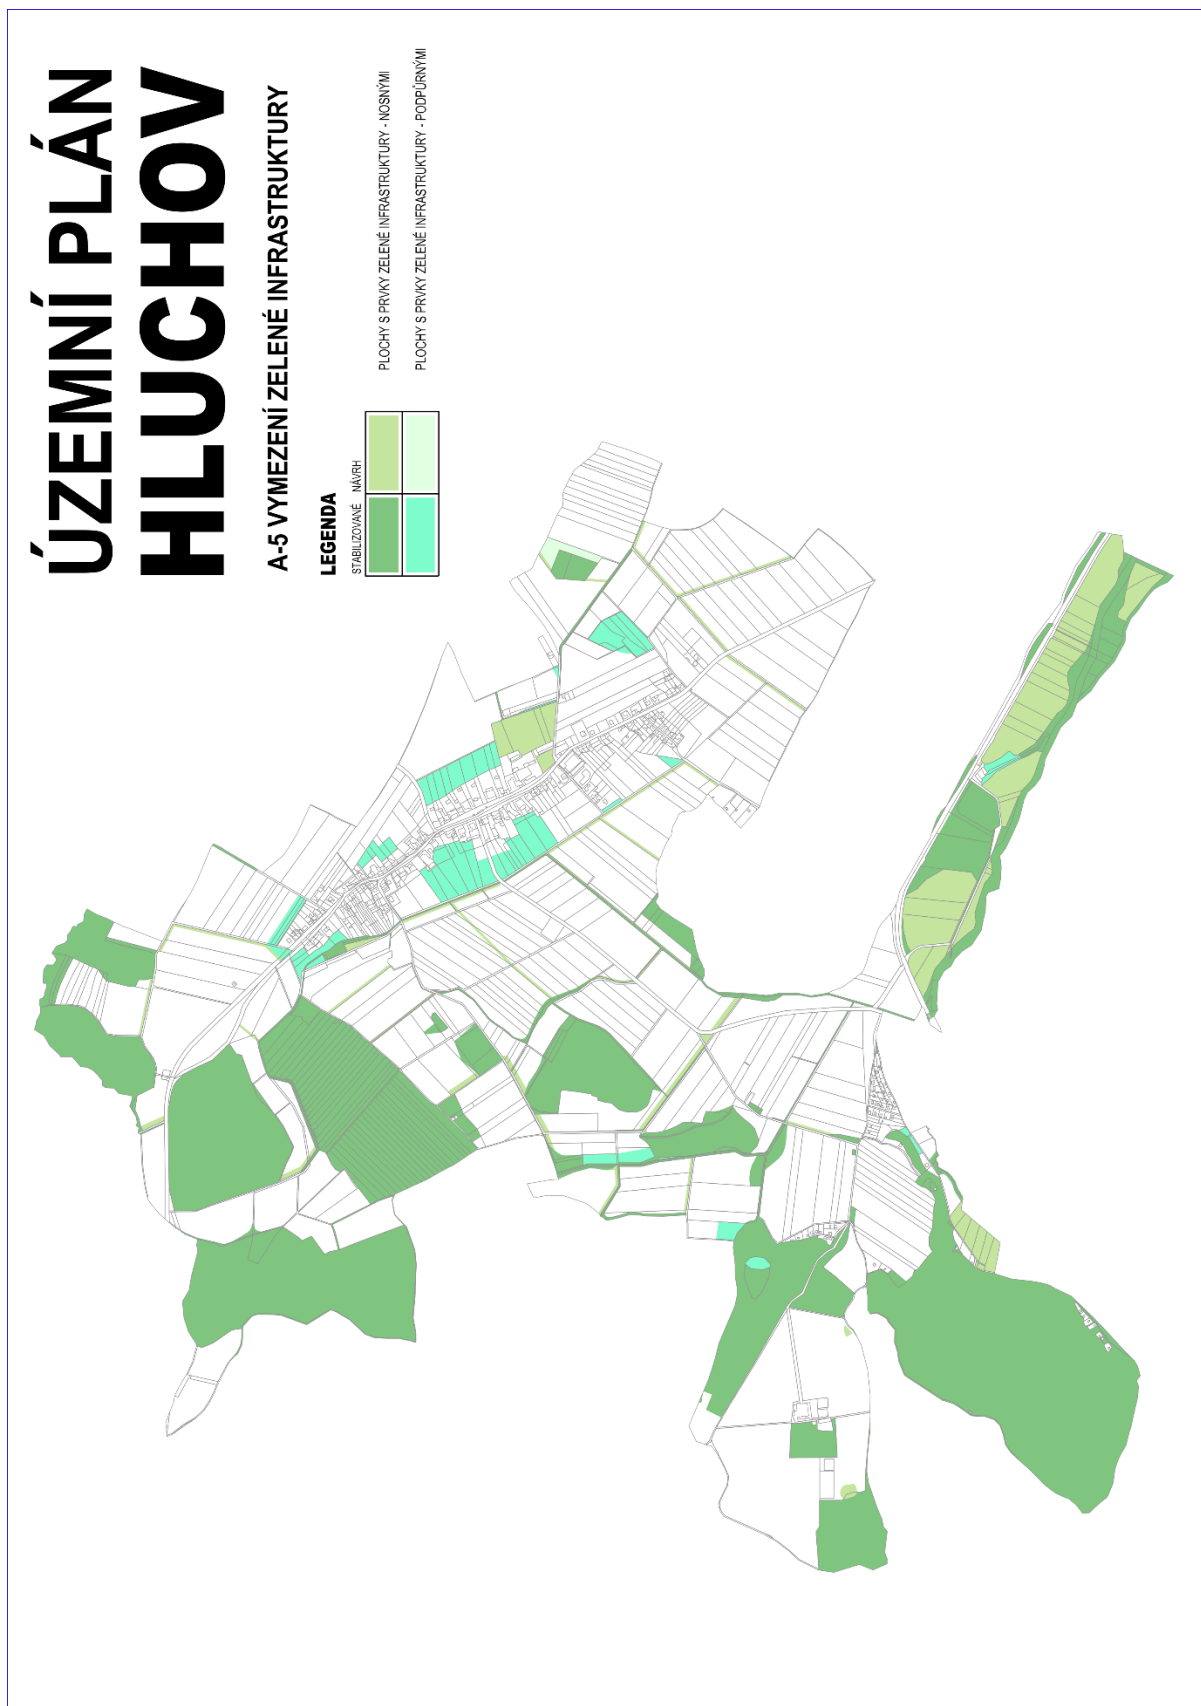 ÚZEMNÍ PLÁN
HLUCHOV
A-5 VYMEZENÍ ZELENÉ INFRASTRUKTURY
LEGENDA
STABILIZOVANÉ NÁVRH
PLOCHY S PRVKY ZELENÉ INFRASTRUKTURY - NOSNÝMI
PLOCHY S PRVKY ZELENÉ INFRASTRUKTURY - PODPŮRNÝMI